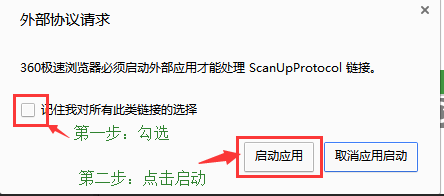 外部协议请求
360极速浏览器必须启动外部应用才能处理 ScanUpProtocol 链接。
记住我对所有此类链接的选择
第一步：勾选
启动应用 取消应用启动
第二步：点击启动